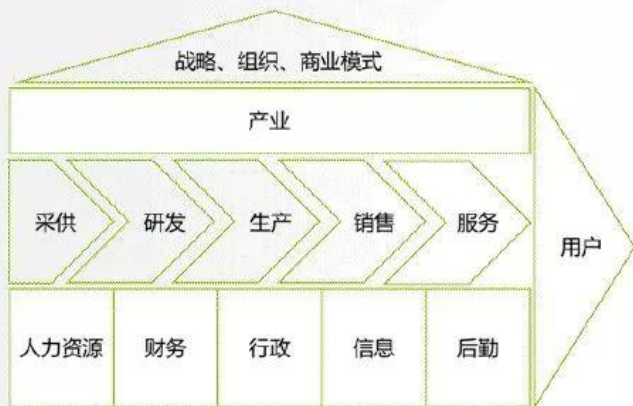 战略、组织、商业模式
产业
采供 研发 生产 销售 服务
用户
人力资源 财务 行政 信息 后勤